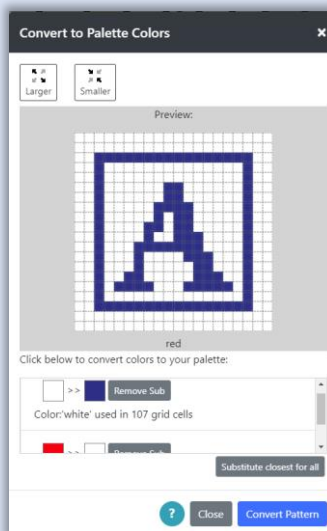 Convert to Palette Colors ×
Larger Smaller
Preview:
A
red
Click below to convert colors to your palette:
>> Remove Sub
Color:'white' used in 107 grid cells
>> Remove Sub
Substitute closest for all
? Close Convert Pattern